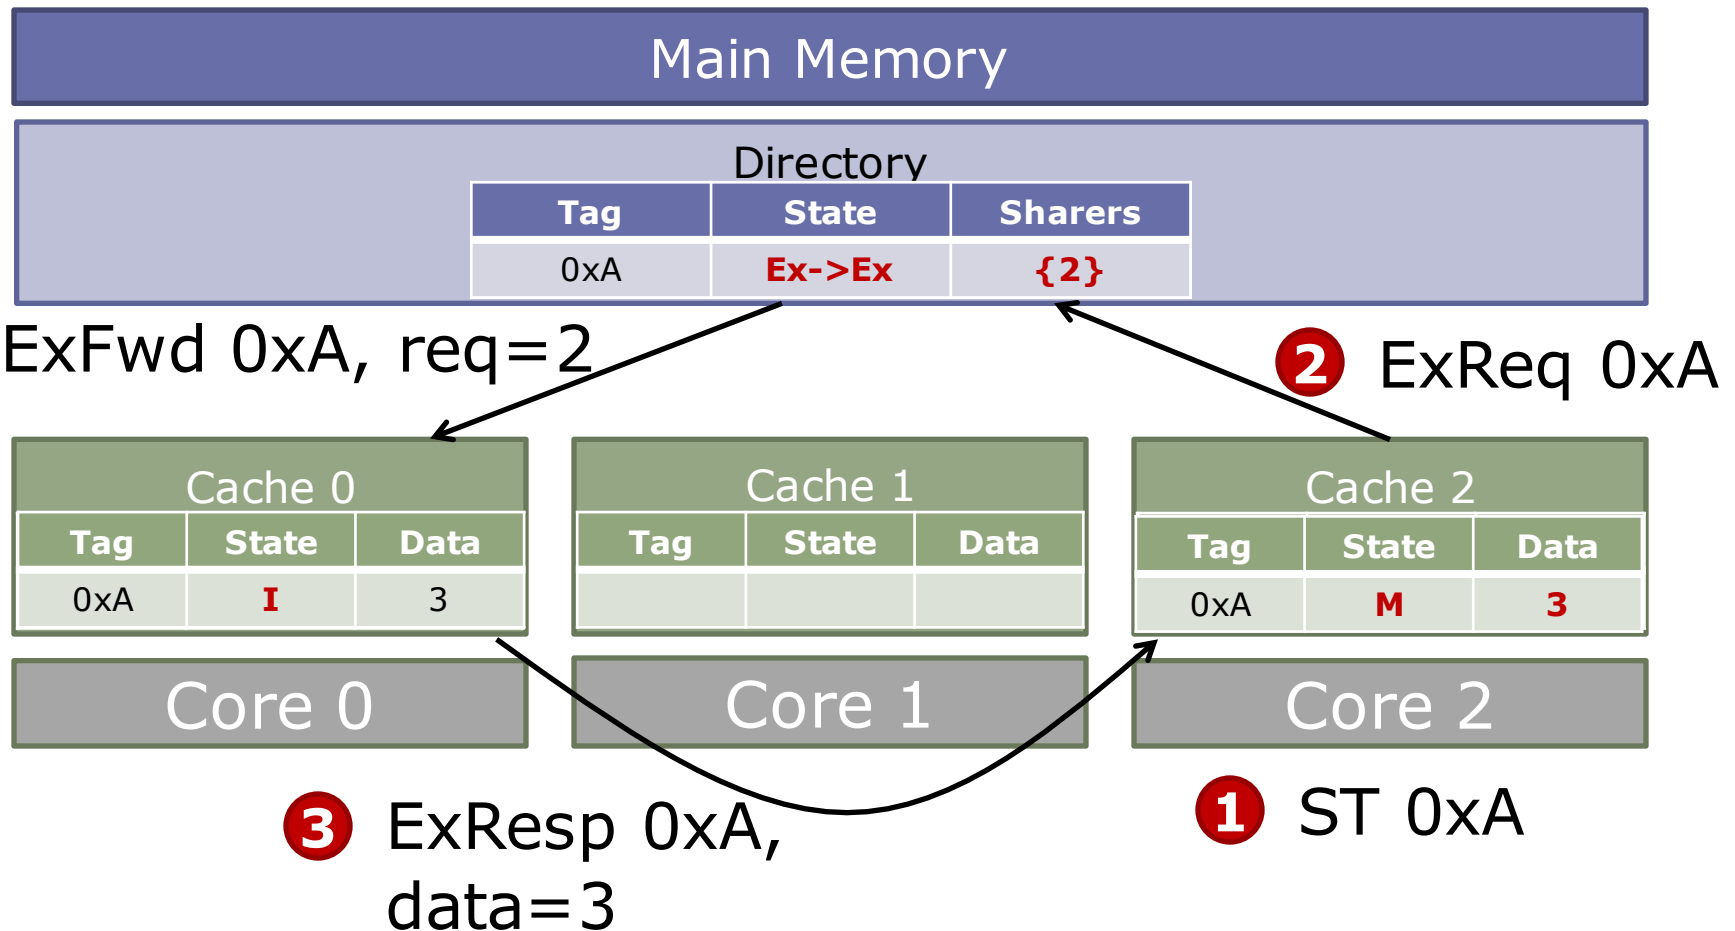 Main Memory
Directory
Tag State Sharers
0xA Ex->Ex {2}
ExFwd 0xA, req=2
2 ExReq 0xA
Cache 0
Tag State Data
0xA I 3
Cache 1
Tag State Data
Cache 2
Tag State Data
0xA M 3
Core 0
Core 1
Core 2
3 ExResp 0xA,
data=3
1 ST 0xA